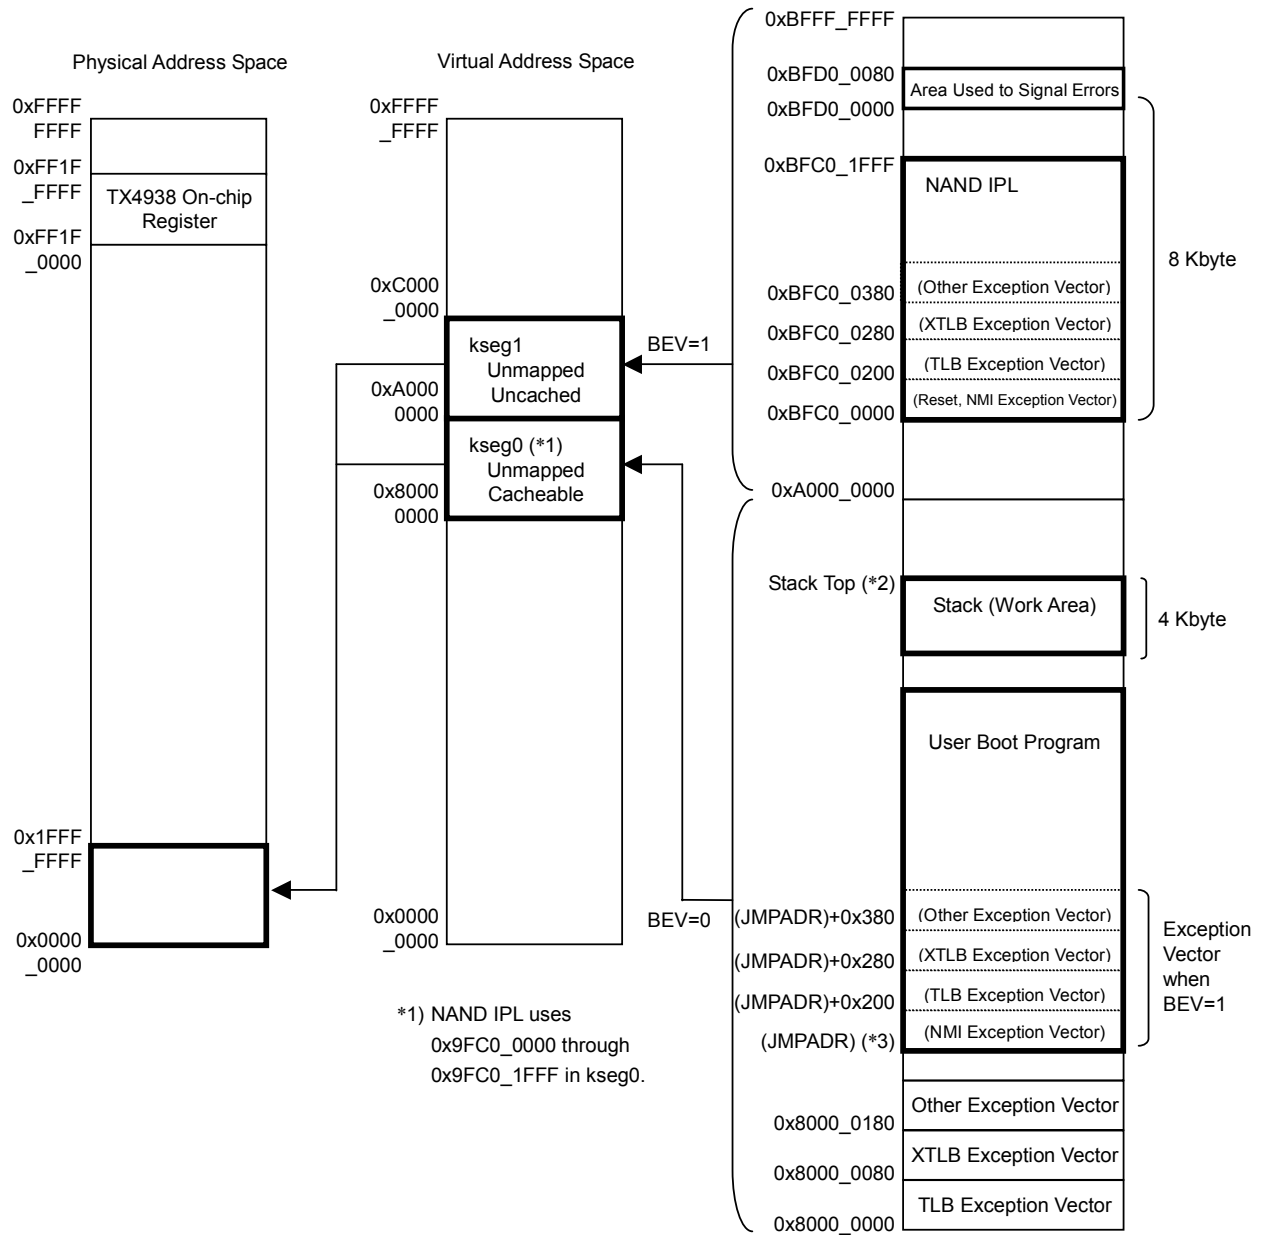 Physical Address Space
0xFFFF
FFFF
0xFF1F
_FFFF
TX4938 On-chip
Register
0xFF1F
_0000
0x1FFF
_FFFF
0x0000
_0000
Virtual Address Space
0xFFFF
_FFFF
0xC000
_0000
kseg1
Unmapped
Uncached
0xA000
0000
kseg0 (*1)
Unmapped
Cacheable
0x8000
0000
0x0000
_0000
BEV=1
BEV=0
*1) NAND IPL uses
0x9FC0_0000 through
0x9FC0_1FFF in kseg0.
0xBFFF_FFFF
0xBFD0_0080
Area Used to Signal Errors
0xBFD0_0000
0xBFC0_1FFF
NAND IPL
8 Kbyte
(Other Exception Vector)
0xBFC0_0380
(XTLB Exception Vector)
0xBFC0_0280
(TLB Exception Vector)
0xBFC0_0200
(Reset, NMI Exception Vector)
0xBFC0_0000
0xA000_0000
Stack Top (*2)
Stack (Work Area)
4 Kbyte
User Boot Program
(JMPADR)+0x380
(Other Exception Vector)
(JMPADR)+0x280
(XTLB Exception Vector)
(JMPADR)+0x200
(TLB Exception Vector)
(JMPADR) (*3)
(NMI Exception Vector)
Exception
Vector
when
BEV=1
Other Exception Vector
0x8000_0180
XTLB Exception Vector
0x8000_0080
TLB Exception Vector
0x8000_0000